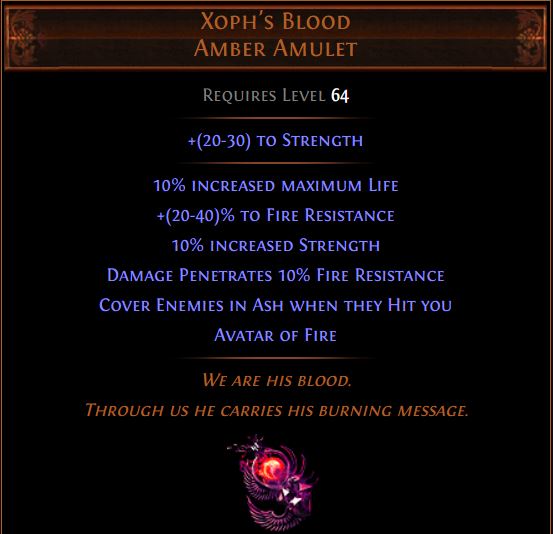 Xoph's Blood
Amber Amulet
Requires Level 64
+(20-30) to Strength
10% increased maximum Life
+(20-40)% to Fire Resistance
10% increased Strength
Damage Penetrates 10% Fire Resistance
Cover Enemies in Ash when they Hit you
Avatar of Fire
We are his blood.
Through us he carries his burning message.